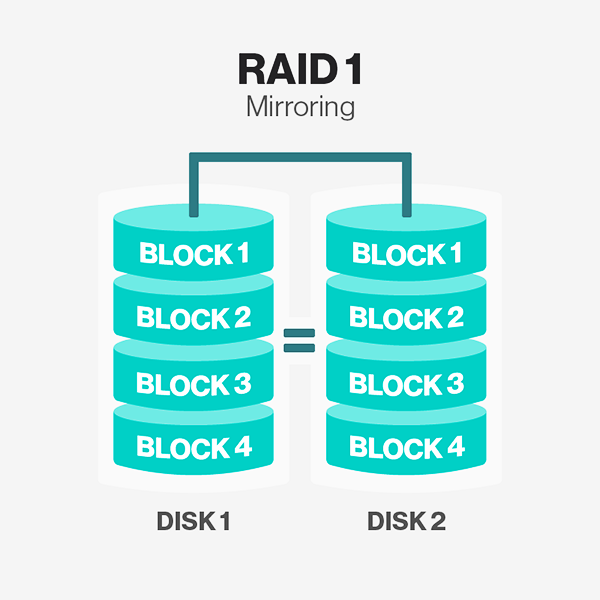 RAID 1
Mirroring
BLOCK 1
BLOCK 2
BLOCK 3
BLOCK 4
DISK 1
=
BLOCK 1
BLOCK 2
BLOCK 3
BLOCK 4
DISK 2